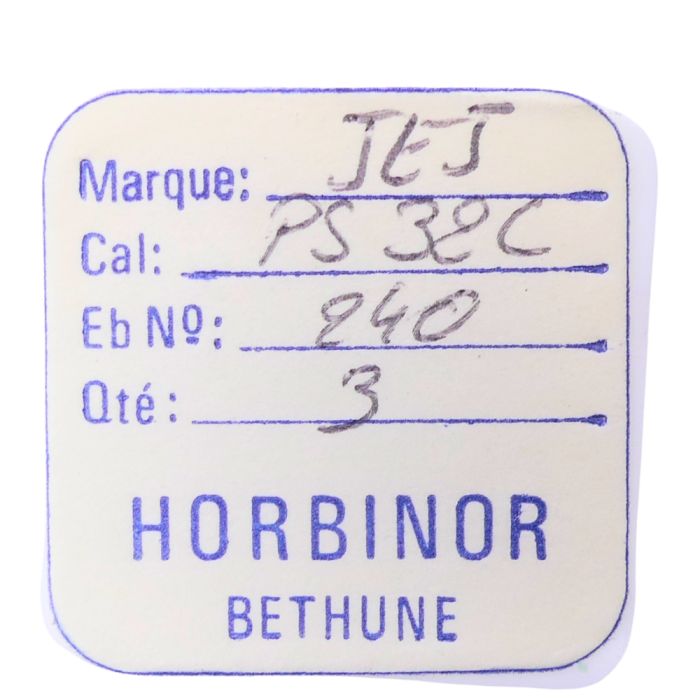 Marque: JEJ
Cal: PS 32C
Eb Nº: 240
Qté: 3
HORBINOR
BETHUNE